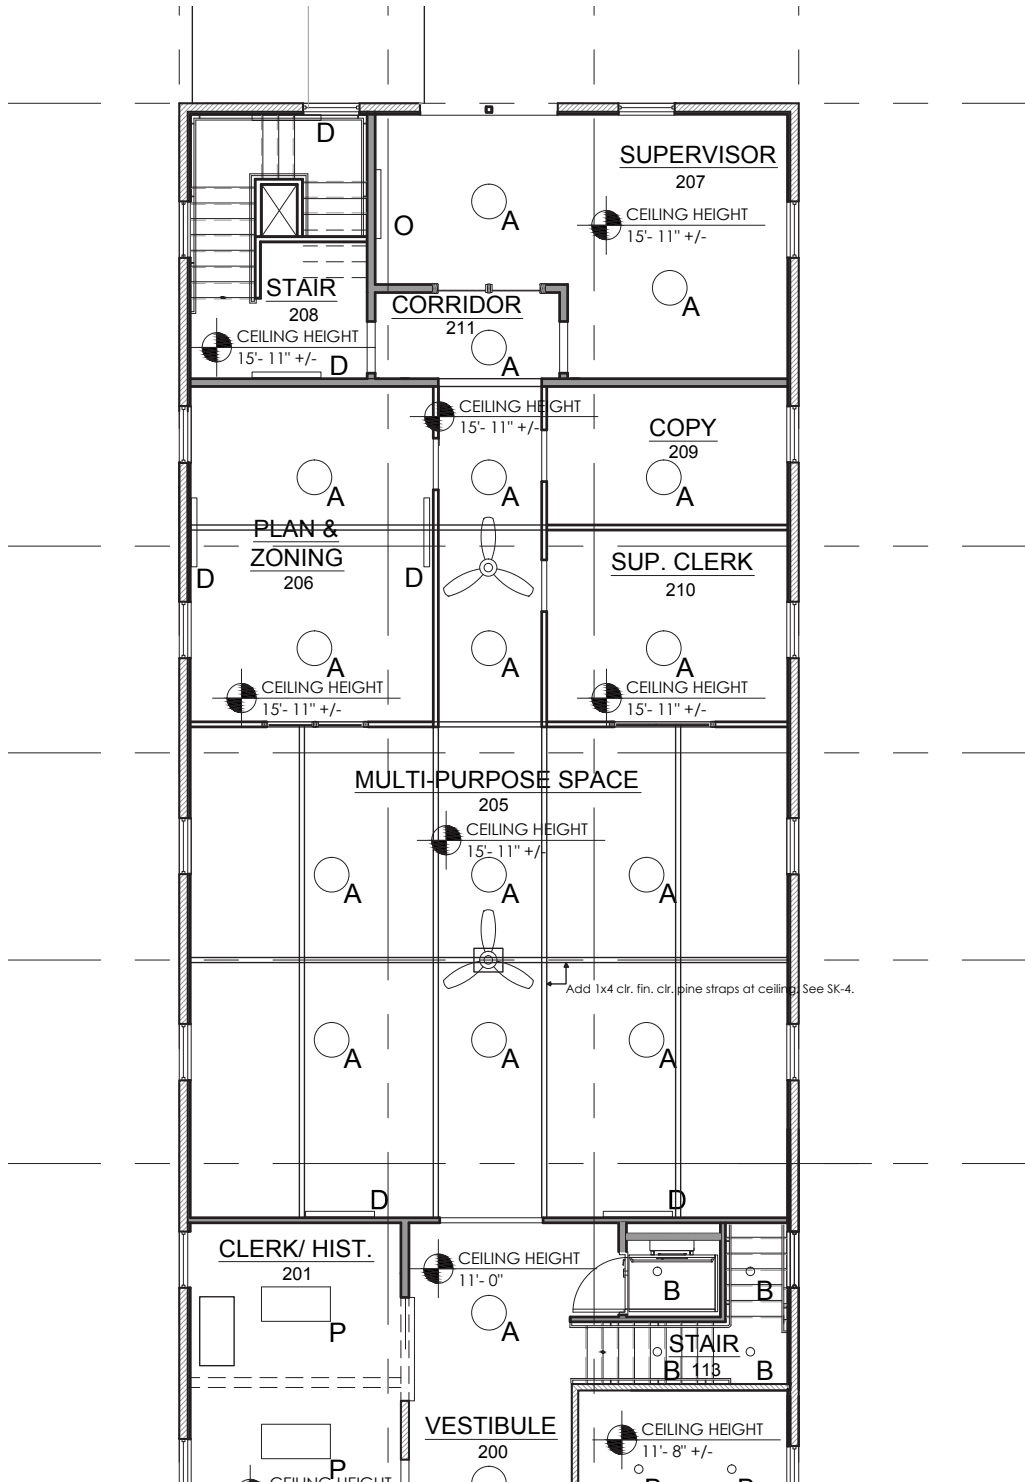 D
SUPERVISOR
207
A
O
CEILING HEIGHT
15'- 11" +/-
STAIR
208
CORRIDOR
211
A
CEILING HEIGHT
15'- 11" +/-
D
A
CEILING HEIGHT
15'- 11" +/-
COPY
209
A
A
A
PLAN &
ZONING
206
D
D
SUP. CLERK
210
A
A
A
CEILING HEIGHT
15'- 11" +/-
CEILING HEIGHT
15'- 11" +/-
MULTI-PURPOSE SPACE
205
CEILING HEIGHT
15'- 11" +/-
A
A
A
Add 1x4 clr. fin. clr. pine straps at ceiling. See SK-4.
A
A
A
D
D
CLERK/ HIST.
201
CEILING HEIGHT
11'- 0"
B
B
P
A
STAIR
113
B
B
VESTIBULE
200
CEILING HEIGHT
11'- 8" +/-
P
CEILING HEIGHT